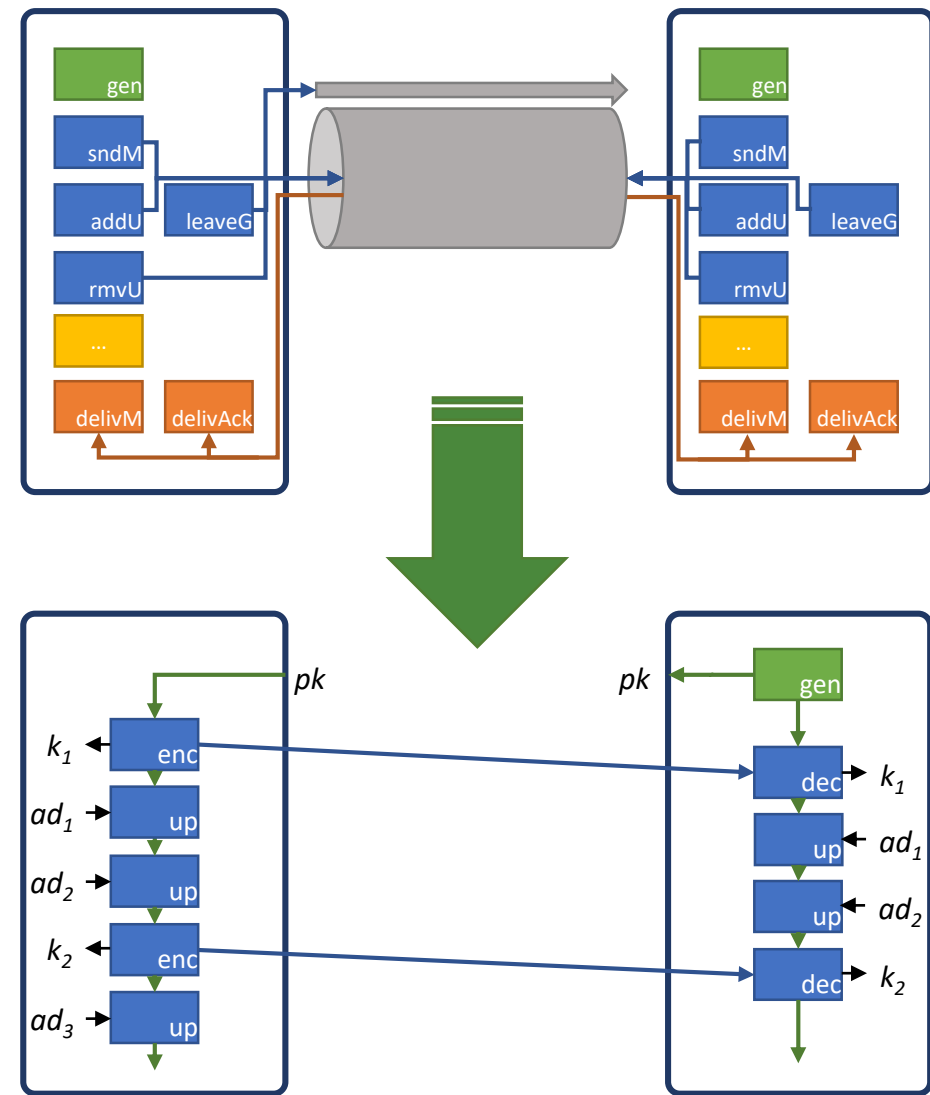 gen
sndM
addU
leaveG
rmvU
...
delivM
delivAck
gen
sndM
addU
leaveG
rmvU
...
delivM
delivAck
pk
k1
enc
ad1
up
ad2
up
k2
enc
ad3
up
pk
gen
dec
k1
up
ad1
up
ad2
dec
k2